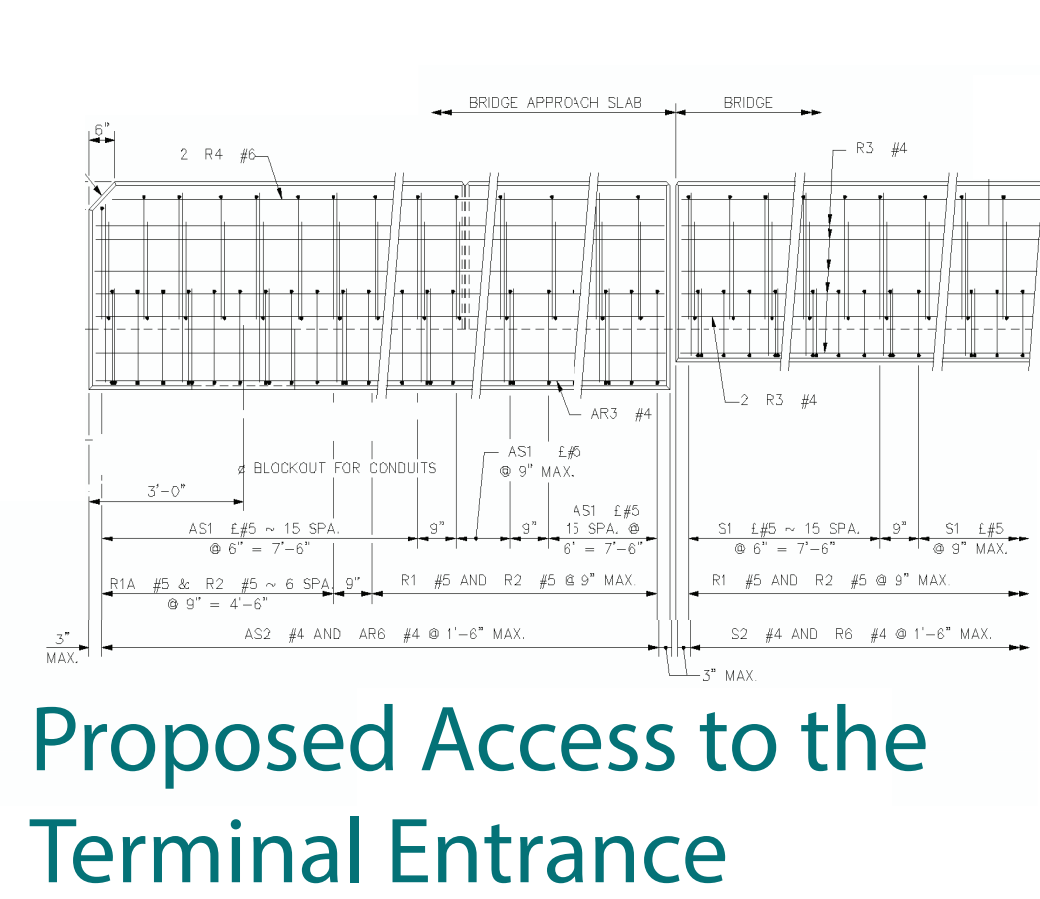 BRIDGE APPROACH SLAB
BRIDGE
6"
2 R4 #6
R3 #4
2 R3 #4
AR3 #4
AS1 £#5
@ 9" MAX.
BLOCKOUT FOR CONDUITS
3'-0"
AS1 £#5 ~ 15 SPA.
@ 6" = 7'-6"
9"
9"
AS1 £#5
15 SPA. @
6" = 7'-6"
S1 £#5 ~ 15 SPA.
@ 6" = 7'-6"
9"
S1 £#5
@ 9" MAX.
R1A #5 & R2 #5 ~ 6 SPA.
@ 9" = 4'-6"
9"
R1 #5 AND R2 #5 @ 9" MAX.
R1 #5 AND R2 #5 @ 9" MAX.
3"
MAX.
AS2 #4 AND AR6 #4 @ 1'-6" MAX.
S2 #4 AND R6 #4 @ 1'-6" MAX.
3" MAX.
Proposed Access to the
Terminal Entrance